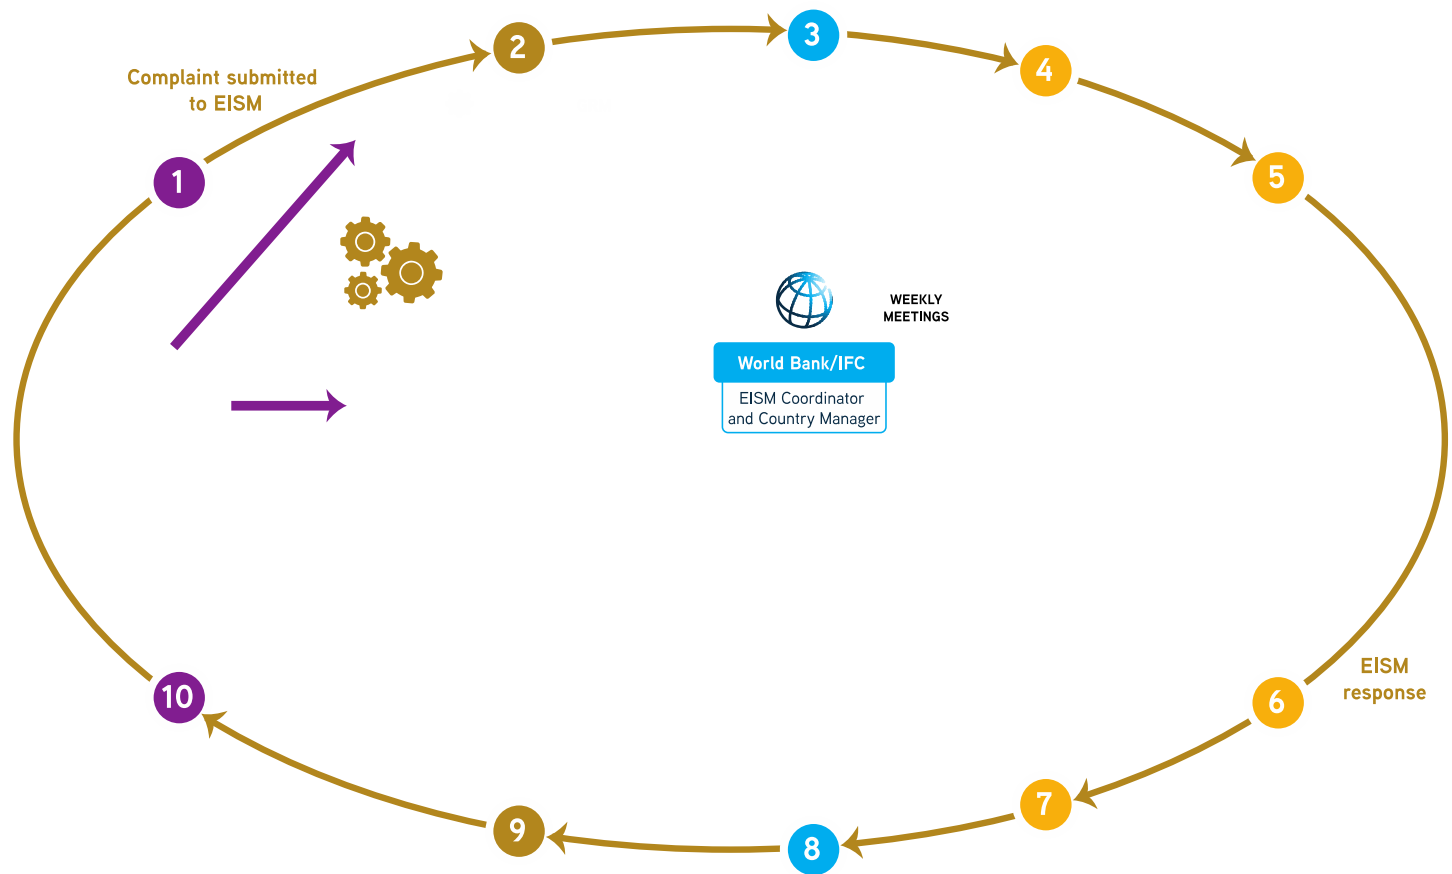 2
3
4
Complaint submitted
to EISM
1
5
WEEKLY
MEETINGS
World Bank/IFC
EISM Coordinator
and Country Manager
EISM
response
10
6
7
9
8